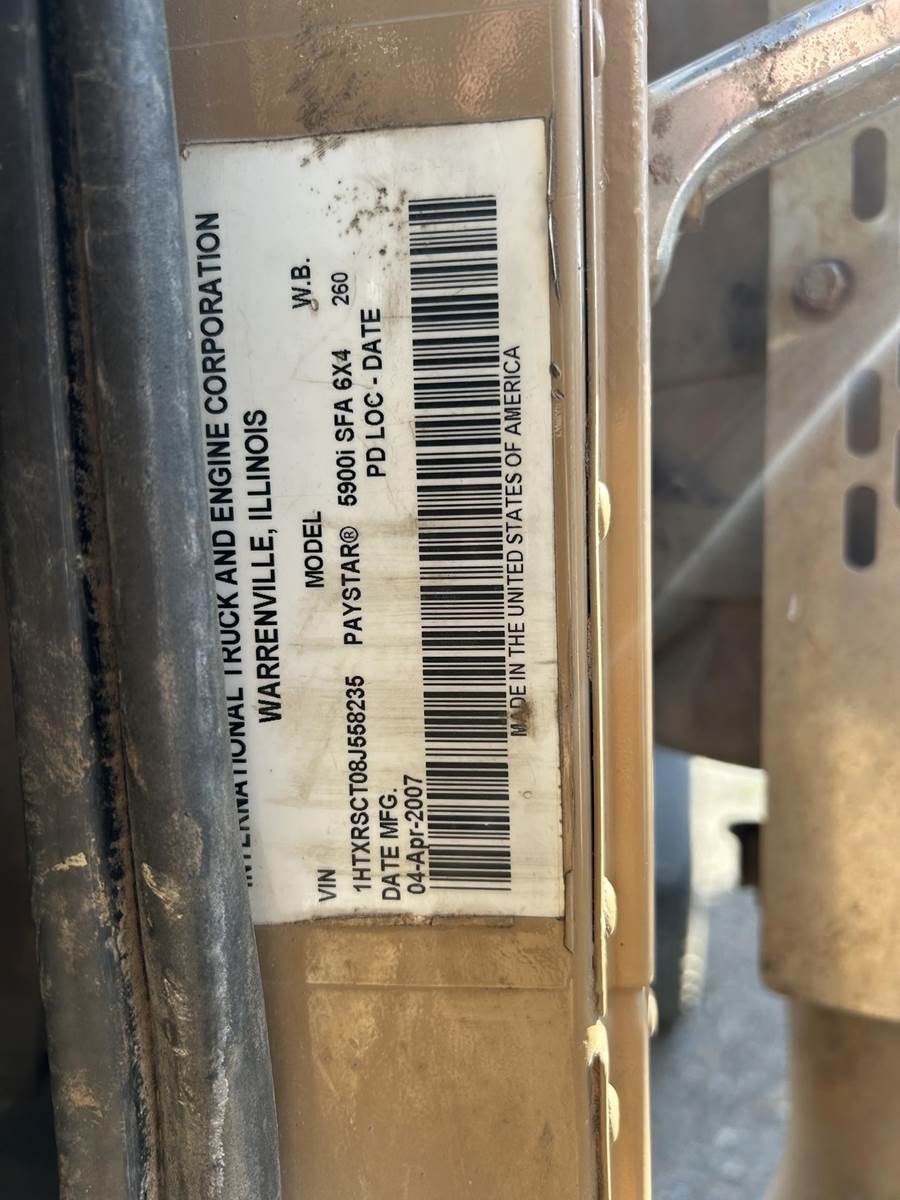 INTERNATIONAL TRUCK AND ENGINE CORPORATION
WARRENVILLE, ILLINOIS
VIN MODEL W.B.
1HTXRSCT08J558235 PAYSTAR® 5900i SFA 6X4 260
DATE MFG. PD LOC - DATE
04-Apr-2007
MADE IN THE UNITED STATES OF AMERICA